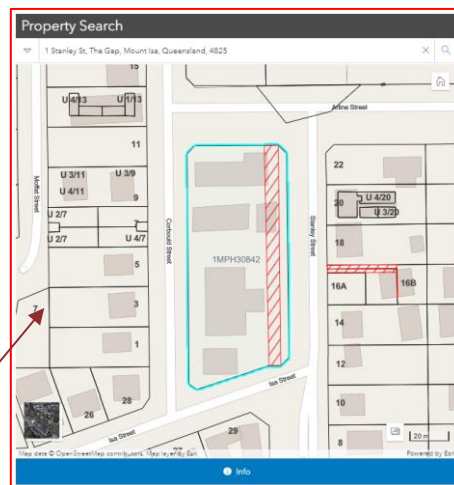 Property Search
1 Stanley St, The Gap, Mount Isa, Queensland, 4825
15
U 4/13
U 1/13
Arline Street
11
Moffat Street
U 3/11
U 3/9
U 4/11
9
22
20
U 4/20
U 3/20
U 2/7
7
U 2/7
U 4/7
Corbould Street
Stanley Street
18
1MPH30842
5
16A
16B
7
3
14
1
12
Isa Street
28
26
10
29
Isa Street
8
20 m
Map data © OpenStreetMap contributors, Map layer by Esri
Powered by Esri
Info